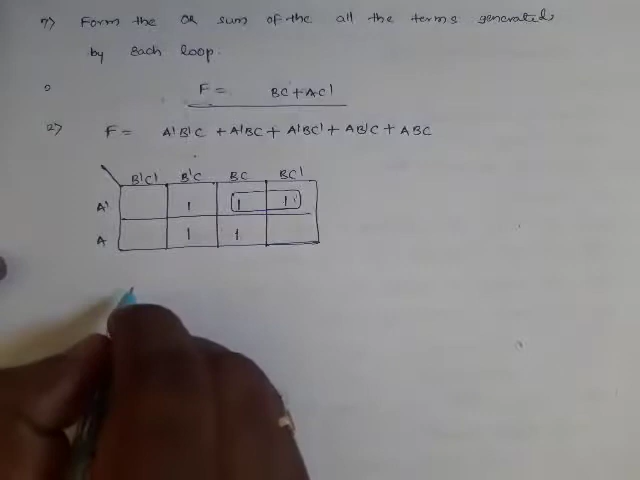 7) Form the OR sum of the all the terms generated,
by each loop.
F = BC + AC'
2) F = A'B'C + A'BC + A'BC' + AB'C + ABC
B'C' B'C BC BC'
A' 1 1 1
A 1 1